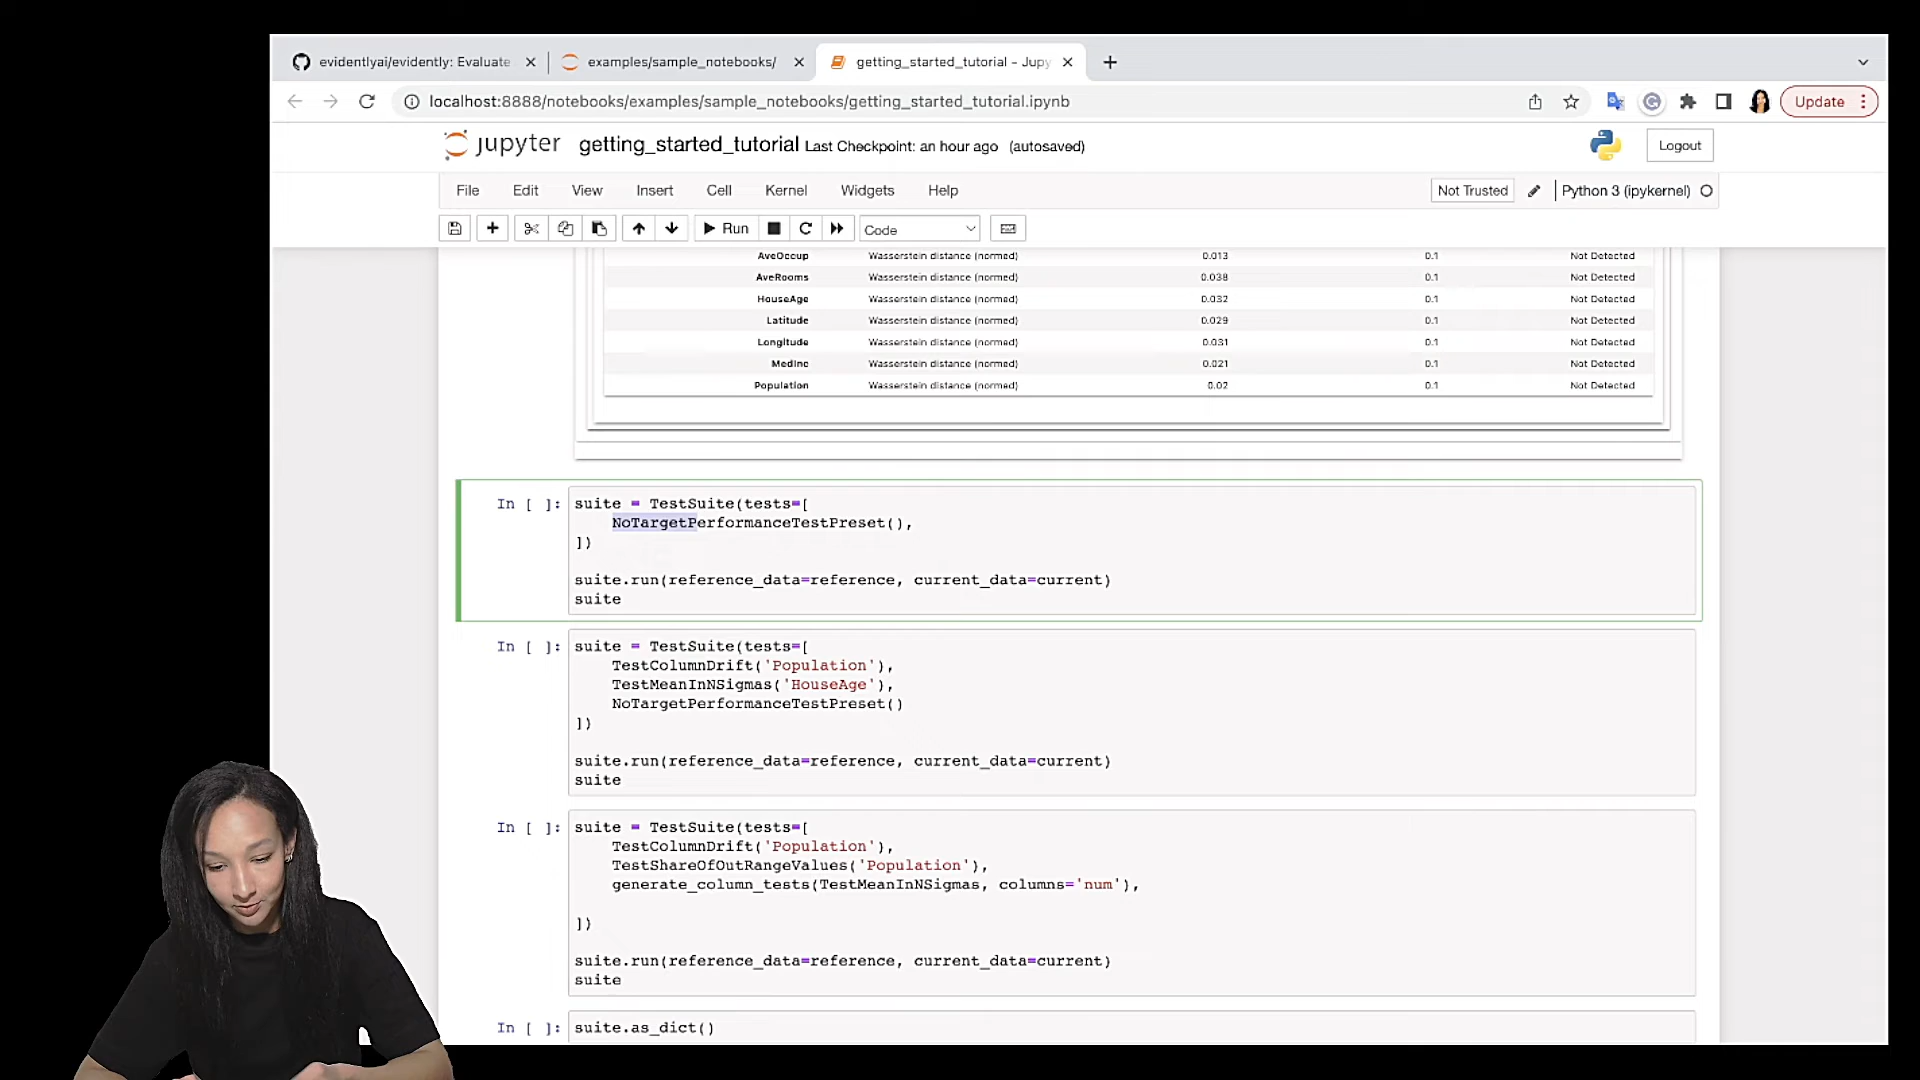 evidentlyai/evidently: Evaluate
examples/sample_notebooks/
getting_started_tutorial – Jupy
localhost:8888/notebooks/examples/sample_notebooks/getting_started_tutorial.ipynb
Update
jupyter getting_started_tutorial Last Checkpoint: an hour ago (autosaved)
Logout
File Edit View Insert Cell Kernel Widgets Help
Not Trusted Python 3 (ipykernel)
Run Code
AveOccup Wasserstein distance (normed) 0.013 0.1 Not Detected
AveRooms Wasserstein distance (normed) 0.038 0.1 Not Detected
HouseAge Wasserstein distance (normed) 0.032 0.1 Not Detected
Latitude Wasserstein distance (normed) 0.029 0.1 Not Detected
Longitude Wasserstein distance (normed) 0.031 0.1 Not Detected
MedInc Wasserstein distance (normed) 0.021 0.1 Not Detected
Population Wasserstein distance (normed) 0.02 0.1 Not Detected
In [ ]: suite = TestSuite(tests=[
NoTargetPerformanceTestPreset(),
])
suite.run(reference_data=reference, current_data=current)
suite
In [ ]: suite = TestSuite(tests=[
TestColumnDrift('Population'),
TestMeanInNSigmas('HouseAge'),
NoTargetPerformanceTestPreset()
])
suite.run(reference_data=reference, current_data=current)
suite
In [ ]: suite = TestSuite(tests=[
TestColumnDrift('Population'),
TestShareOfOutRangeValues('Population'),
generate_column_tests(TestMeanInNSigmas, columns='num'),
])
suite.run(reference_data=reference, current_data=current)
suite
In [ ]: suite.as_dict()